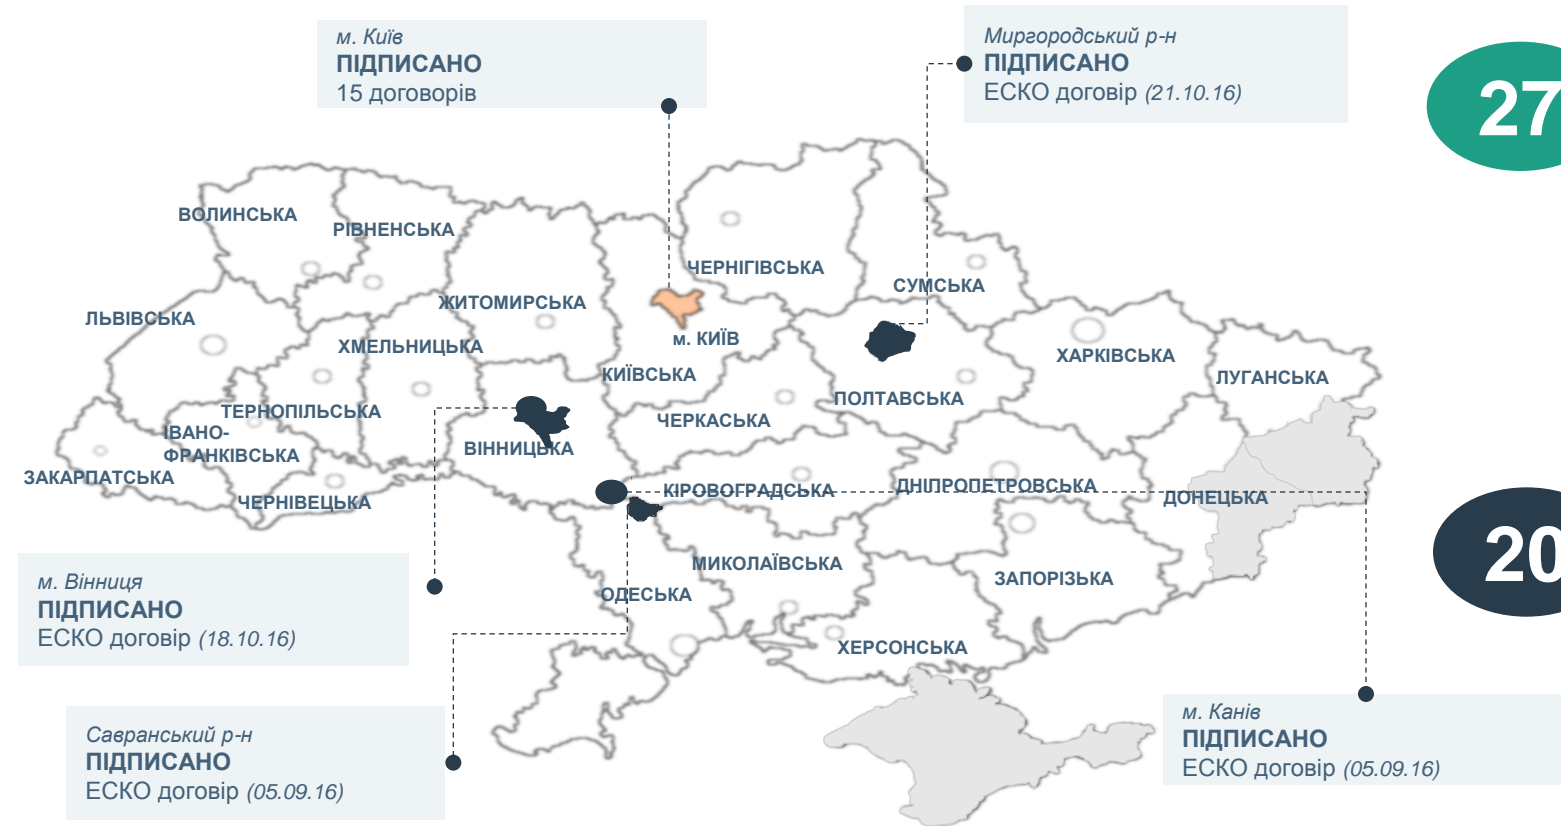 м. Київ
ПІДПИСАНО
15 договорів
Миргородський р-н
ПІДПИСАНО
ЕСКО договір (21.10.16)
27
ВОЛИНСЬКА
РІВНЕНСЬКА
ЧЕРНІГІВСЬКА
СУМСЬКА
ЖИТОМИРСЬКА
ЛЬВІВСЬКА
м. КИЇВ
ХМЕЛЬНИЦЬКА
ХАРКІВСЬКА
КИЇВСЬКА
ЛУГАНСЬКА
ПОЛТАВСЬКА
ТЕРНОПІЛЬСЬКА
ЧЕРКАСЬКА
ІВАНО-
ФРАНКІВСЬКА
ВІННИЦЬКА
ЗАКАРПАТСЬКА
КІРОВОГРАДСЬКА
ДНІПРОПЕТРОВСЬКА
ДОНЕЦЬКА
ЧЕРНІВЕЦЬКА
МИКОЛАЇВСЬКА
ЗАПОРІЗЬКА
ОДЕСЬКА
ХЕРСОНСЬКА
20
м. Вінниця
ПІДПИСАНО
ЕСКО договір (18.10.16)
Савранський р-н
ПІДПИСАНО
ЕСКО договір (05.09.16)
м. Канів
ПІДПИСАНО
ЕСКО договір (05.09.16)